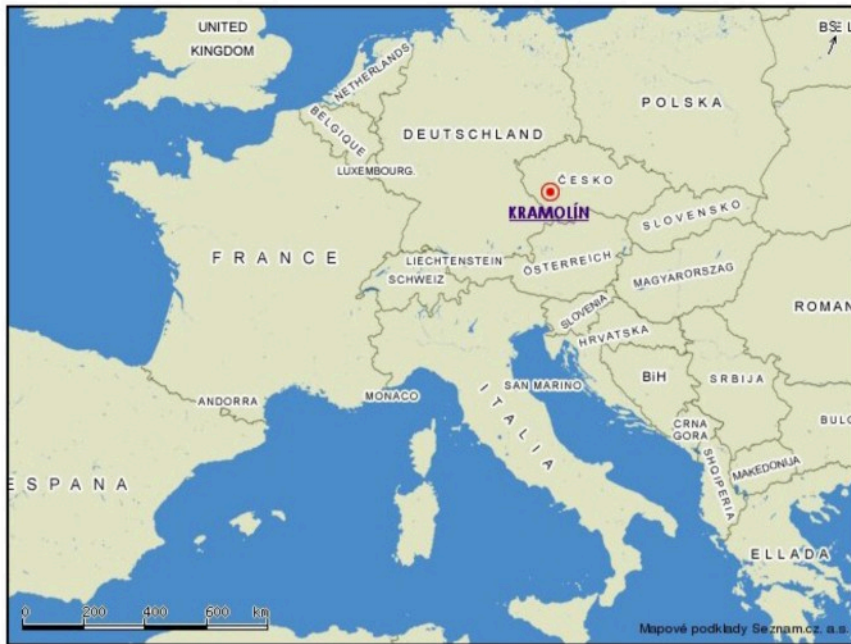 UNITED
KINGDOM
NETHERLANDS
BELGIQUE
LUXEMBOURG.
DEUTSCHLAND
POLSKA
ČESKO
KRAMOLÍN
SLOVENSKO
FRANCE
LIECHTENSTEIN
SCHWEIZ
ÖSTERREICH
MAGYARORSZAG
SLOVENIA
HRVATSKA
ROMAN
ANDORRA
MONACO
SAN MARINO
ITALIA
BiH
SRBIJA
CRNA
GORA
BULG
SHQIPERIA
MAKEDONIJA
ESPANA
ELLADA
0 200 400 600 km
Mapové podklady Seznam.cz, a.s.